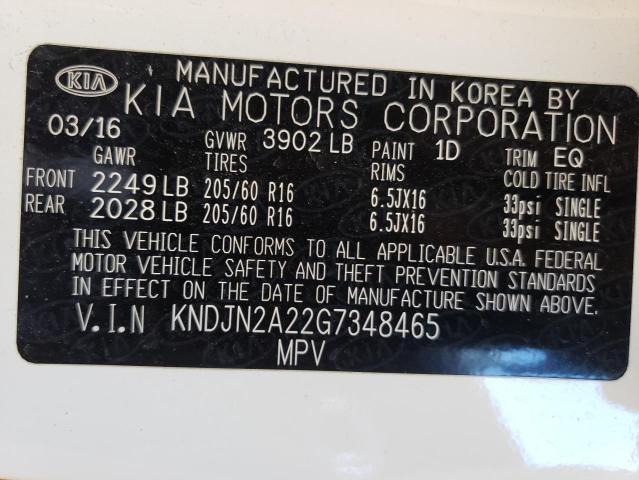 KIA MANUFACTURED IN KOREA BY
KIA MOTORS CORPORATION
03/16 GVWR 3902 LB PAINT 1D TRIM EQ
GAWR TIRES RIMS COLD TIRE INFL
FRONT 2249 LB 205/60 R16 6.5JX16 33psi SINGLE
REAR 2028 LB 205/60 R16 6.5JX16 33psi SINGLE
THIS VEHICLE CONFORMS TO ALL APPLICABLE U.S.A. FEDERAL
MOTOR VEHICLE SAFETY AND THEFT PREVENTION STANDARDS
IN EFFECT ON THE DATE OF MANUFACTURE SHOWN ABOVE.
V.I.N KNDJN2A22G7348465
MPV